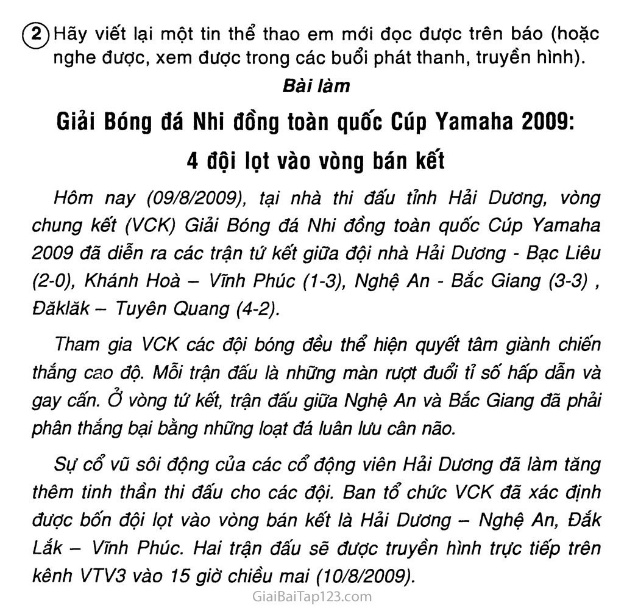 2 Hãy viết lại một tin thể thao em mới đọc được trên báo (hoặc
nghe được, xem được trong các buổi phát thanh, truyền hình).
Bài làm
Giải Bóng đá Nhi đồng toàn quốc Cúp Yamaha 2009:
4 đội lọt vào vòng bán kết
Hôm nay (09/8/2009), tại nhà thi đấu tỉnh Hải Dương, vòng
chung kết (VCK) Giải Bóng đá Nhi đồng toàn quốc Cúp Yamaha
2009 đã diễn ra các trận tứ kết giữa đội nhà Hải Dương - Bạc Liêu
(2-0), Khánh Hoà – Vĩnh Phúc (1-3), Nghệ An - Bắc Giang (3-3) ,
Đăklăk – Tuyên Quang (4-2).
Tham gia VCK các đội bóng đều thể hiện quyết tâm giành chiến
thắng cao độ. Mỗi trận đấu là những màn rượt đuổi tỉ số hấp dẫn và
gay cấn. Ở vòng tứ kết, trận đấu giữa Nghệ An và Bắc Giang đã phải
phân thắng bại bằng những loạt đá luân lưu cân não.
Sự cổ vũ sôi động của các cổ động viên Hải Dương đã làm tăng
thêm tinh thần thi đấu cho các đội. Ban tổ chức VCK đã xác định
được bốn đội lọt vào vòng bán kết là Hải Dương – Nghệ An, Đắk
Lắk – Vĩnh Phúc. Hai trận đấu sẽ được truyền hình trực tiếp trên
kênh VTV3 vào 15 giờ chiều mai (10/8/2009).
GiaiBaiTap123.com